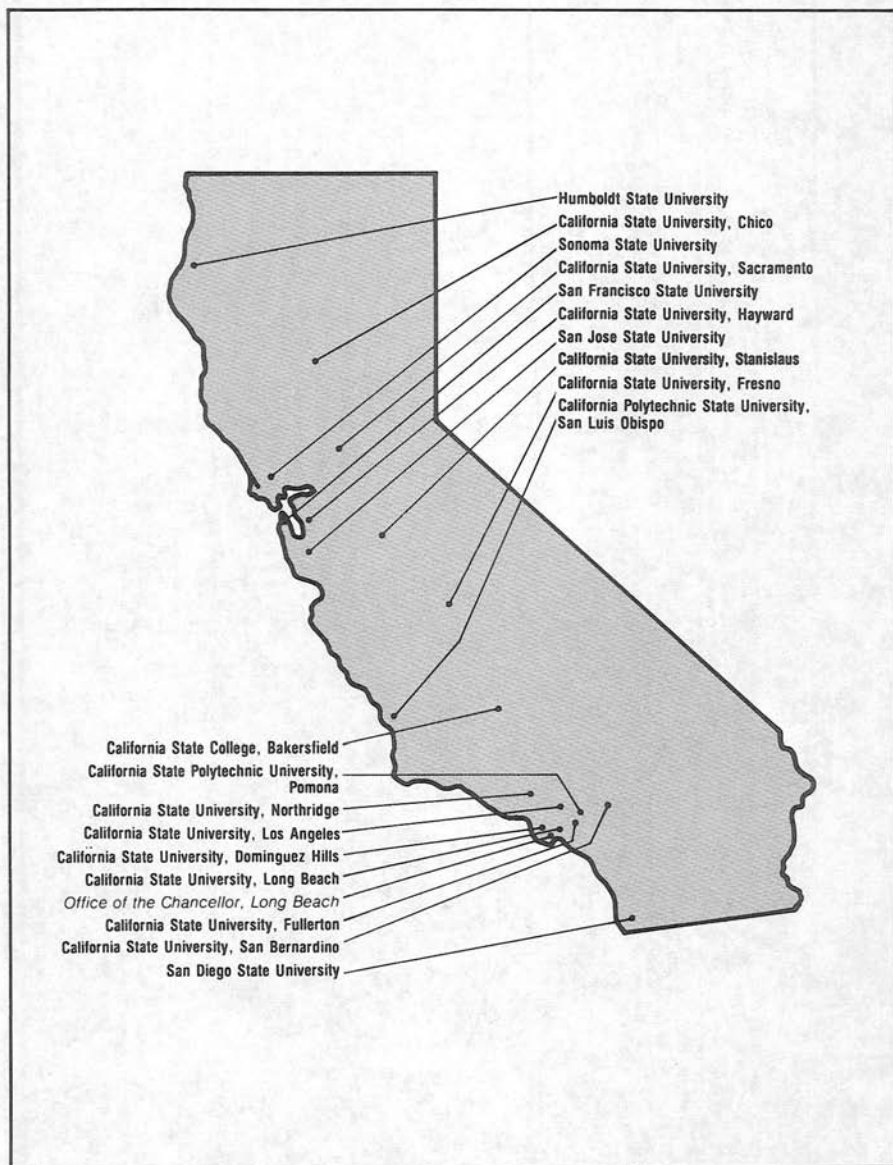 Humboldt State University
California State University, Chico
Sonoma State University
California State University, Sacramento
San Francisco State University
California State University, Hayward
San Jose State University
California State University, Stanislaus
California State University, Fresno
California Polytechnic State University,
San Luis Obispo
California State College, Bakersfield
California State Polytechnic University,
Pomona
California State University, Northridge
California State University, Los Angeles
California State University, Dominguez Hills
California State University, Long Beach
Office of the Chancellor, Long Beach
California State University, Fullerton
California State University, San Bernardino
San Diego State University